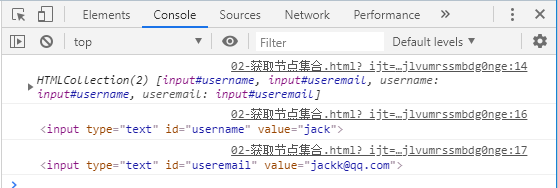 Elements Console Sources Network Performance »
top Filter Default levels
02-获取节点集合.html?_ijt=…jlvumrssmbdg0nge:14
HTMLCollection(2) [input#username, input#useremail, username:
input#username, useremail: input#useremail]
02-获取节点集合.html?_ijt=…jlvumrssmbdg0nge:16
<input type="text" id="username" value="jack">
02-获取节点集合.html?_ijt=…jlvumrssmbdg0nge:17
<input type="text" id="useremail" value="jackk@qq.com">